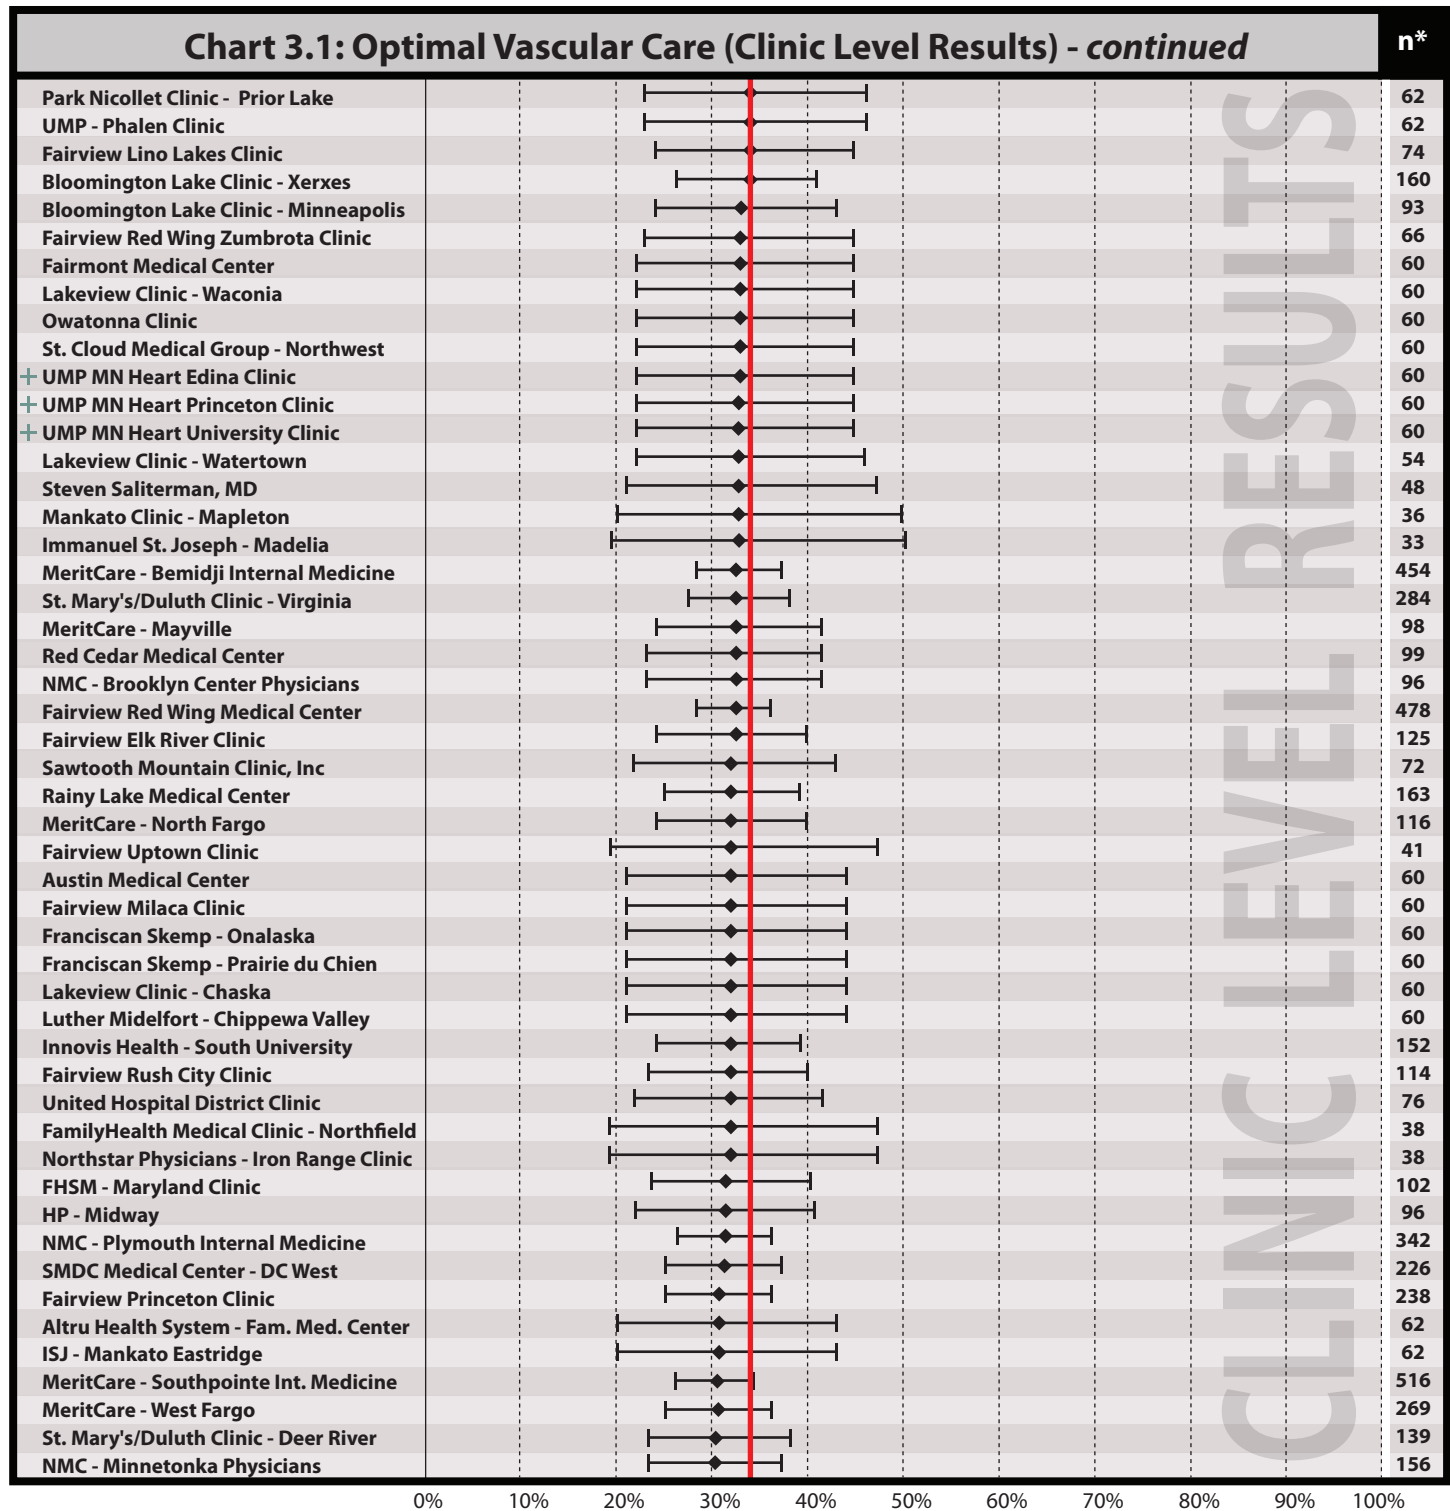 Chart 3.1: Optimal Vascular Care (Clinic Level Results) - continued n*
Park Nicollet Clinic - Prior Lake 62
UMP - Phalen Clinic 62
Fairview Lino Lakes Clinic 74
Bloomington Lake Clinic - Xerxes 160
Bloomington Lake Clinic - Minneapolis 93
Fairview Red Wing Zumbrota Clinic 66
Fairmont Medical Center 60
Lakeview Clinic - Waconia 60
Owatonna Clinic 60
St. Cloud Medical Group - Northwest 60
+ UMP MN Heart Edina Clinic 60
+ UMP MN Heart Princeton Clinic 60
+ UMP MN Heart University Clinic 60
Lakeview Clinic - Watertown 54
Steven Saliterman, MD 48
Mankato Clinic - Mapleton 36
Immanuel St. Joseph - Madelia 33
MeritCare - Bemidji Internal Medicine 454
St. Mary's/Duluth Clinic - Virginia 284
MeritCare - Mayville 98
Red Cedar Medical Center 99
NMC - Brooklyn Center Physicians 96
Fairview Red Wing Medical Center 478
Fairview Elk River Clinic 125
Sawtooth Mountain Clinic, Inc 72
Rainy Lake Medical Center 163
MeritCare - North Fargo 116
Fairview Uptown Clinic 41
Austin Medical Center 60
Fairview Milaca Clinic 60
Franciscan Skemp - Onalaska 60
Franciscan Skemp - Prairie du Chien 60
Lakeview Clinic - Chaska 60
Luther Midelfort - Chippewa Valley 60
Innovis Health - South University 152
Fairview Rush City Clinic 114
United Hospital District Clinic 76
FamilyHealth Medical Clinic - Northfield 38
Northstar Physicians - Iron Range Clinic 38
FHSM - Maryland Clinic 102
HP - Midway 96
NMC - Plymouth Internal Medicine 342
SMDC Medical Center - DC West 226
Fairview Princeton Clinic 238
Altru Health System - Fam. Med. Center 62
ISJ - Mankato Eastridge 62
MeritCare - Southpointe Int. Medicine 516
MeritCare - West Fargo 269
St. Mary's/Duluth Clinic - Deer River 139
NMC - Minnetonka Physicians 156
0% 10% 20% 30% 40% 50% 60% 70% 80% 90% 100%
CLINIC LEVEL RESULTS